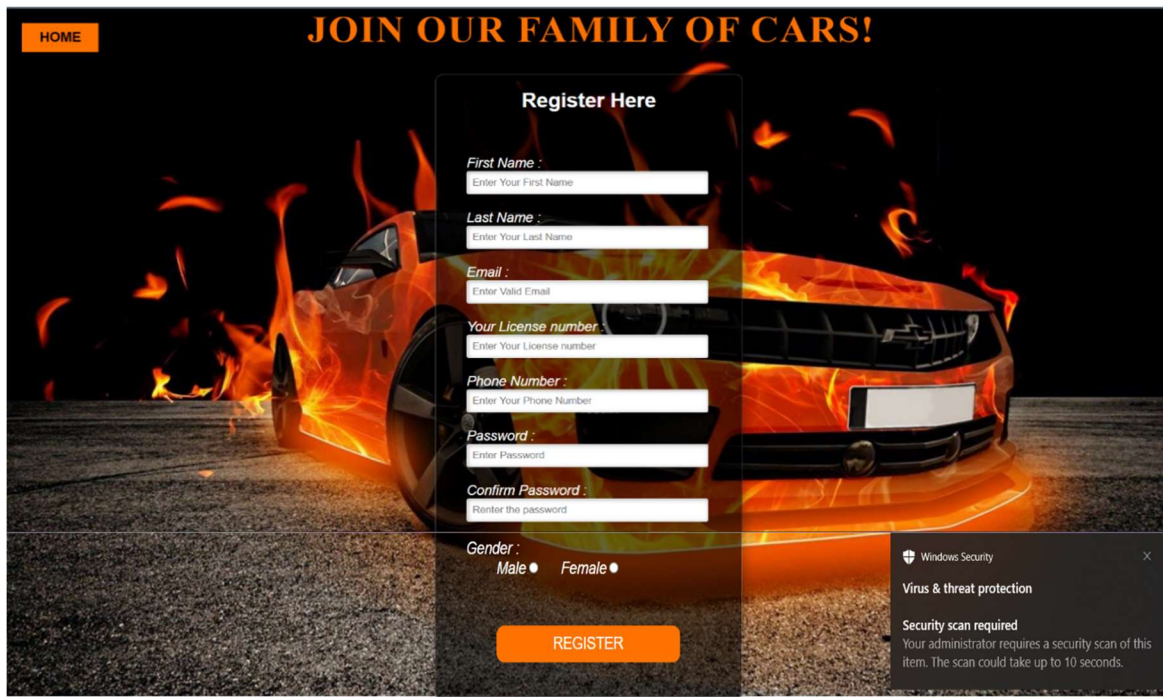 HOME
JOIN OUR FAMILY OF CARS!
Register Here
First Name :
Enter Your First Name
Last Name :
Enter Your Last Name
Email :
Enter Valid Email
Your License number :
Enter Your License number
Phone Number :
Enter Your Phone Number
Password :
Enter Password
Confirm Password :
Renter the password
Gender :
Male Female
REGISTER
Windows Security
Virus & threat protection
Security scan required
Your administrator requires a security scan of this
item. The scan could take up to 10 seconds.